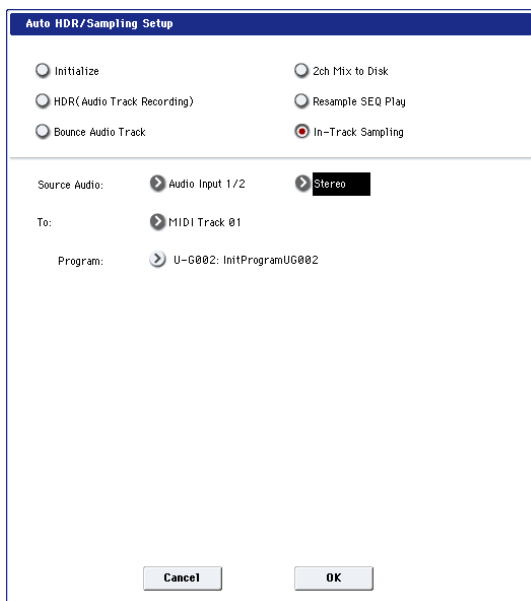 Auto HDR/Sampling Setup
Initialize
2ch Mix to Disk
HDR(Audio Track Recording)
Resample SEQ Play
Bounce Audio Track
In-Track Sampling
Source Audio: Audio Input 1/2 Stereo
To: MIDI Track 01
Program: U-G002: InitProgramUG002
Cancel OK